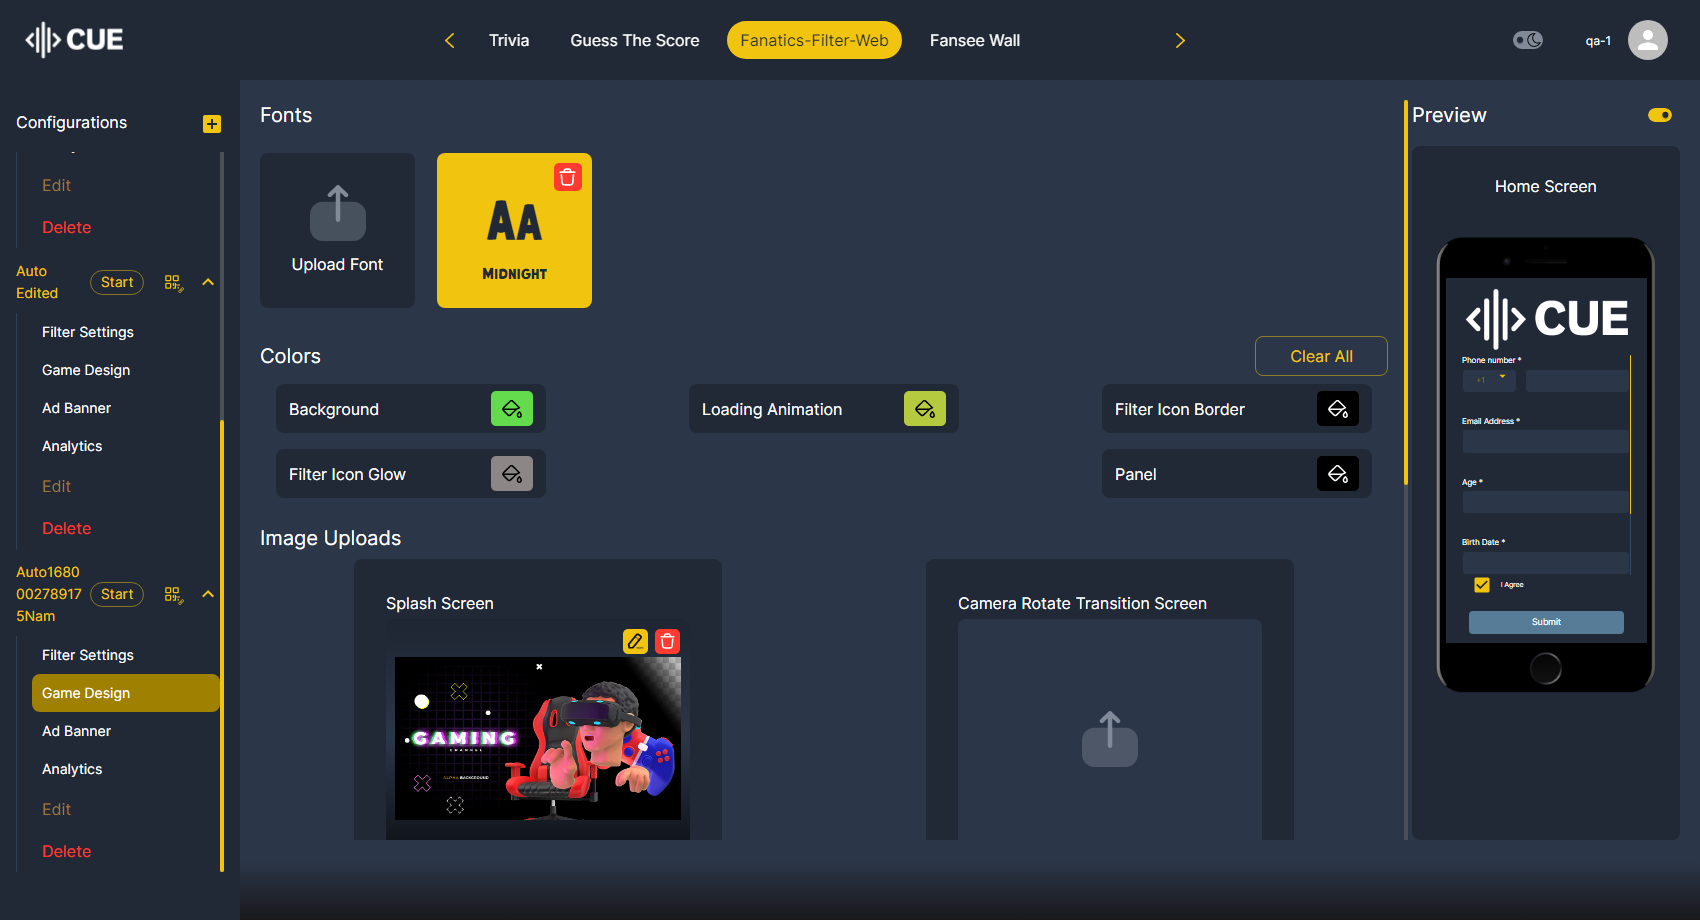 CUE
Trivia
Guess The Score
Fanatics-Filter-Web
Fansee Wall
qa-1
Configurations
Edit
Delete
Auto
Edited
Start
Filter Settings
Game Design
Ad Banner
Analytics
Edit
Delete
Auto1680
00278917
5Nam
Start
Filter Settings
Game Design
Ad Banner
Analytics
Edit
Delete
Fonts
Upload Font
AA
MIDNIGHT
Colors
Clear All
Background
Loading Animation
Filter Icon Border
Filter Icon Glow
Panel
Image Uploads
Splash Screen
GAMING
CHANNEL
ALPHA BACKGROUND
Camera Rotate Transition Screen
Preview
Home Screen
CUE
Phone number *
+1
Email Address *
Age *
Birth Date *
I Agree
Submit